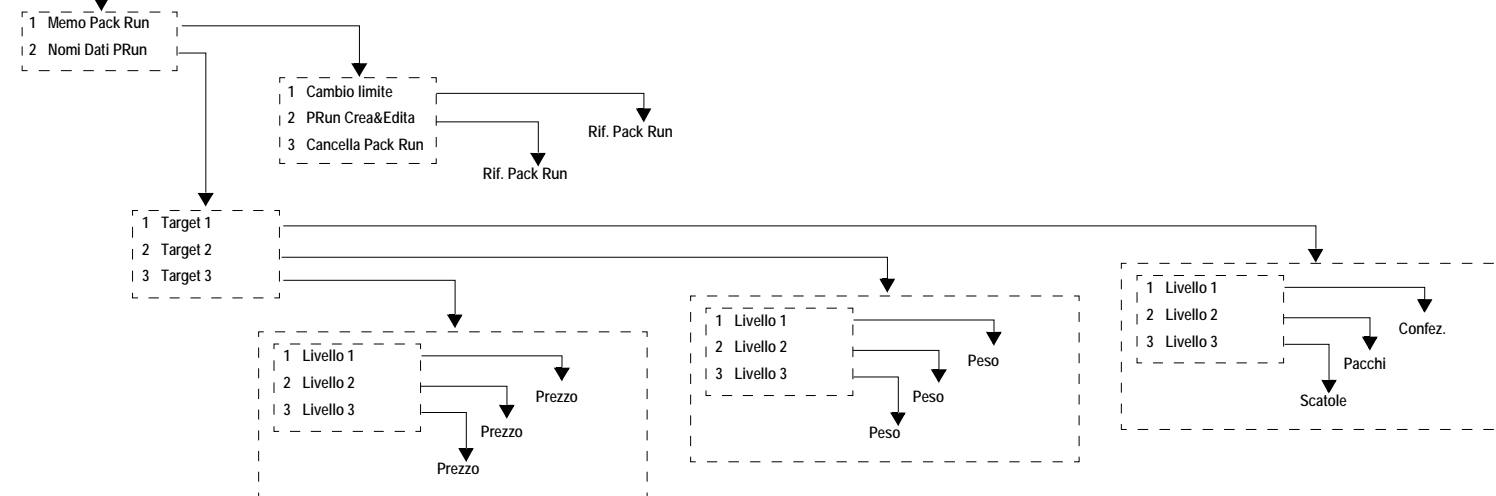 1 Memo Pack Run
2 Nomi Dati PRun
1 Cambio limite
2 PRun Crea&Edita
3 Cancella Pack Run
Rif. Pack Run
Rif. Pack Run
1 Target 1
2 Target 2
3 Target 3
1 Livello 1
2 Livello 2
3 Livello 3
Prezzo
Prezzo
Prezzo
1 Livello 1
2 Livello 2
3 Livello 3
Peso
Peso
Peso
1 Livello 1
2 Livello 2
3 Livello 3
Confez.
Pacchi
Scatole